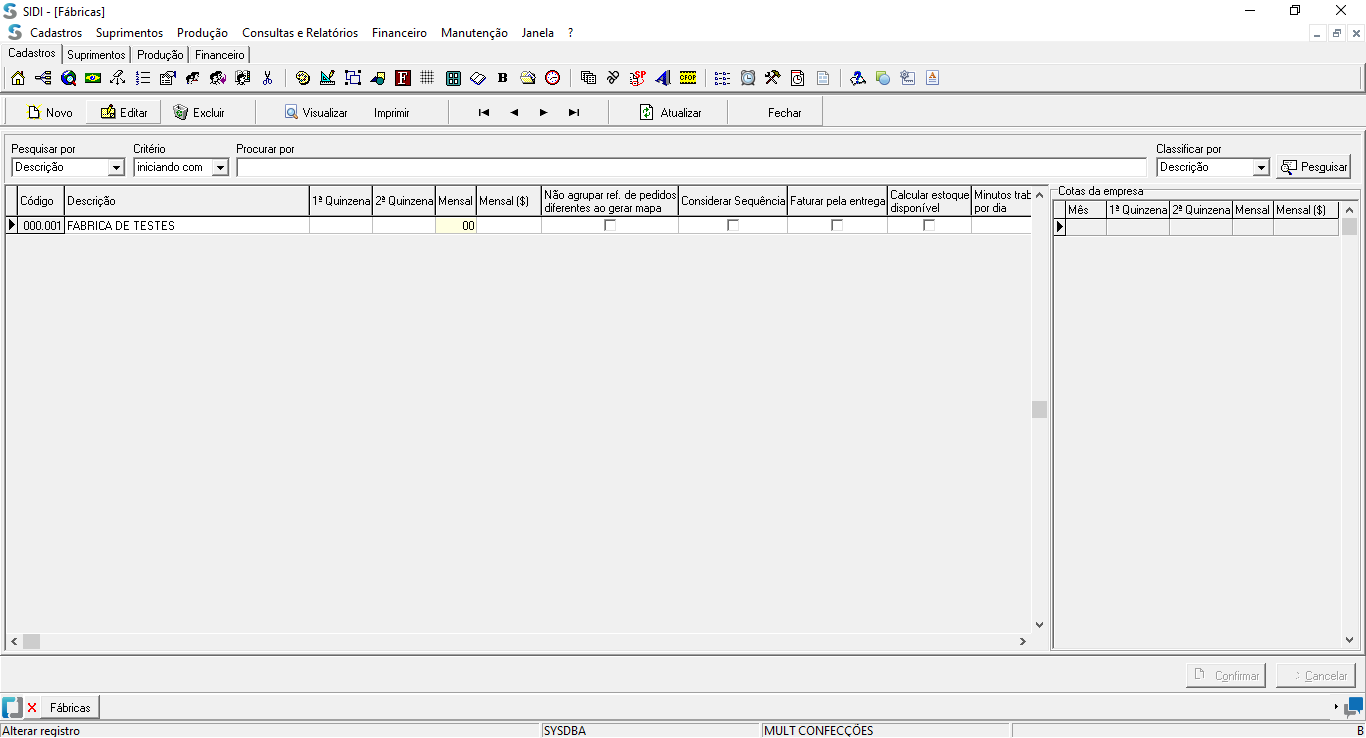 SIDI - [Fábricas]
Cadastros Suprimentos Produção Consultas e Relatórios Financeiro Manutenção Janela ?
Cadastros Suprimentos Produção Financeiro
F B SP CFOP A
Novo Editar Excluir Visualizar Imprimir Atualizar Fechar
Pesquisar por Critério Procurar por Classificar por
Descrição iniciando com Descrição Pesquisar
Cotas da empresa
Código Descrição 1ª Quinzena 2ª Quinzena Mensal Mensal ($) Não agrupar ref. de pedidos Considerar Sequência Faturar pela entrega Calcular estoque Minutos trab
diferentes ao gerar mapa disponível por dia
Mês 1ª Quinzena 2ª Quinzena Mensal Mensal ($)
000.001 FABRICA DE TESTES 00
Confirmar Cancelar
Fábricas
Alterar registro SYSDBA MULT CONFECÇÕES B